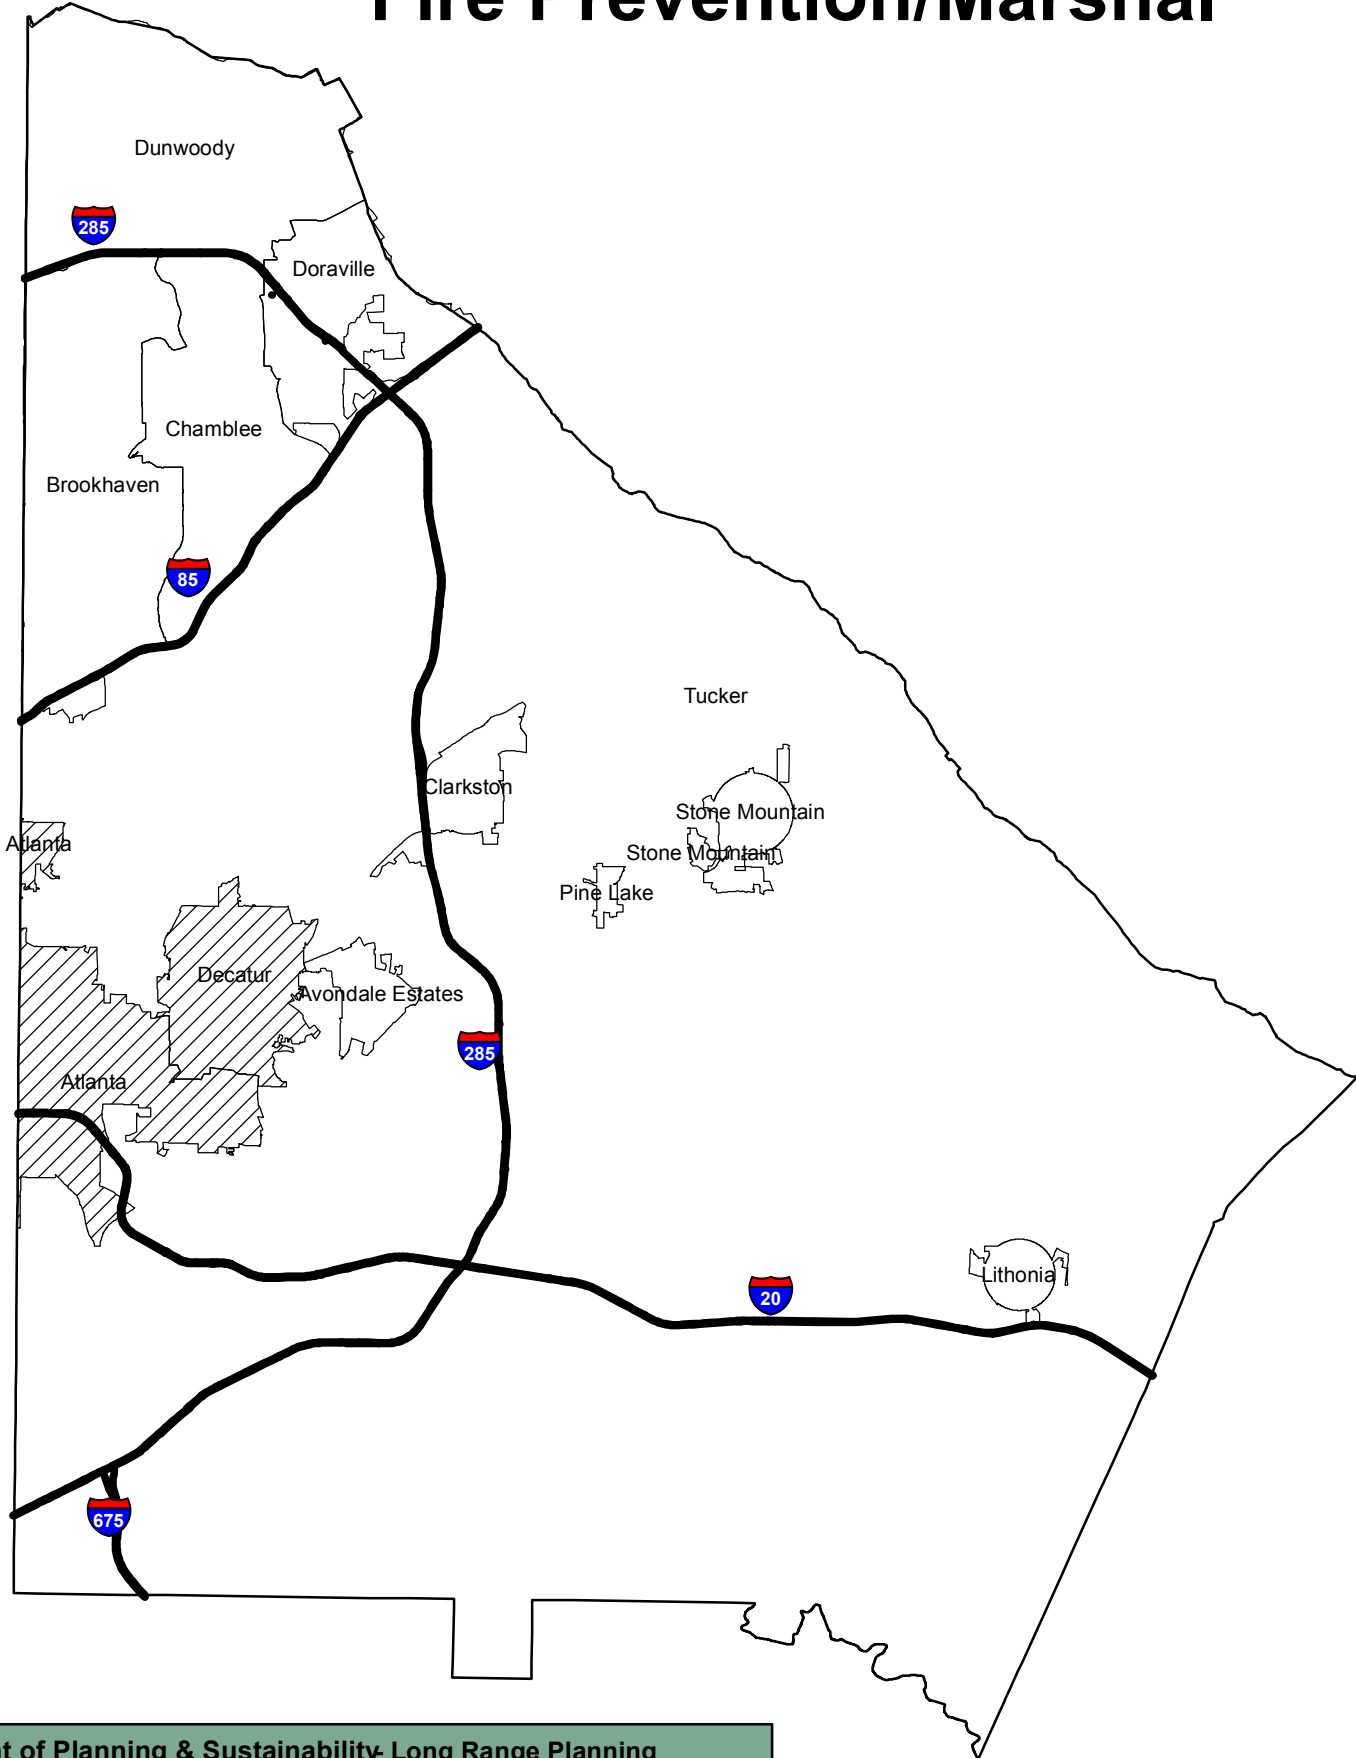 Fire Prevention/Marshal
Dunwoody
285
Doraville
Chamblee
Brookhaven
85
Tucker
Clarkston
Stone Mountain
Atlanta
Stone Mountain
Pine Lake
Decatur
Avondale Estates
285
Atlanta
Lithonia
20
675
of Planning & Sustainability- Long Range Planning